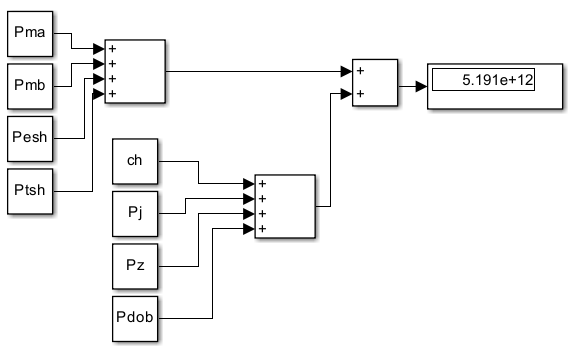 Pma
Pmb
Pesh
Ptsh
+
+
+
+
ch
Pj
Pz
Pdob
+
+
+
+
+
+
5.191e+12